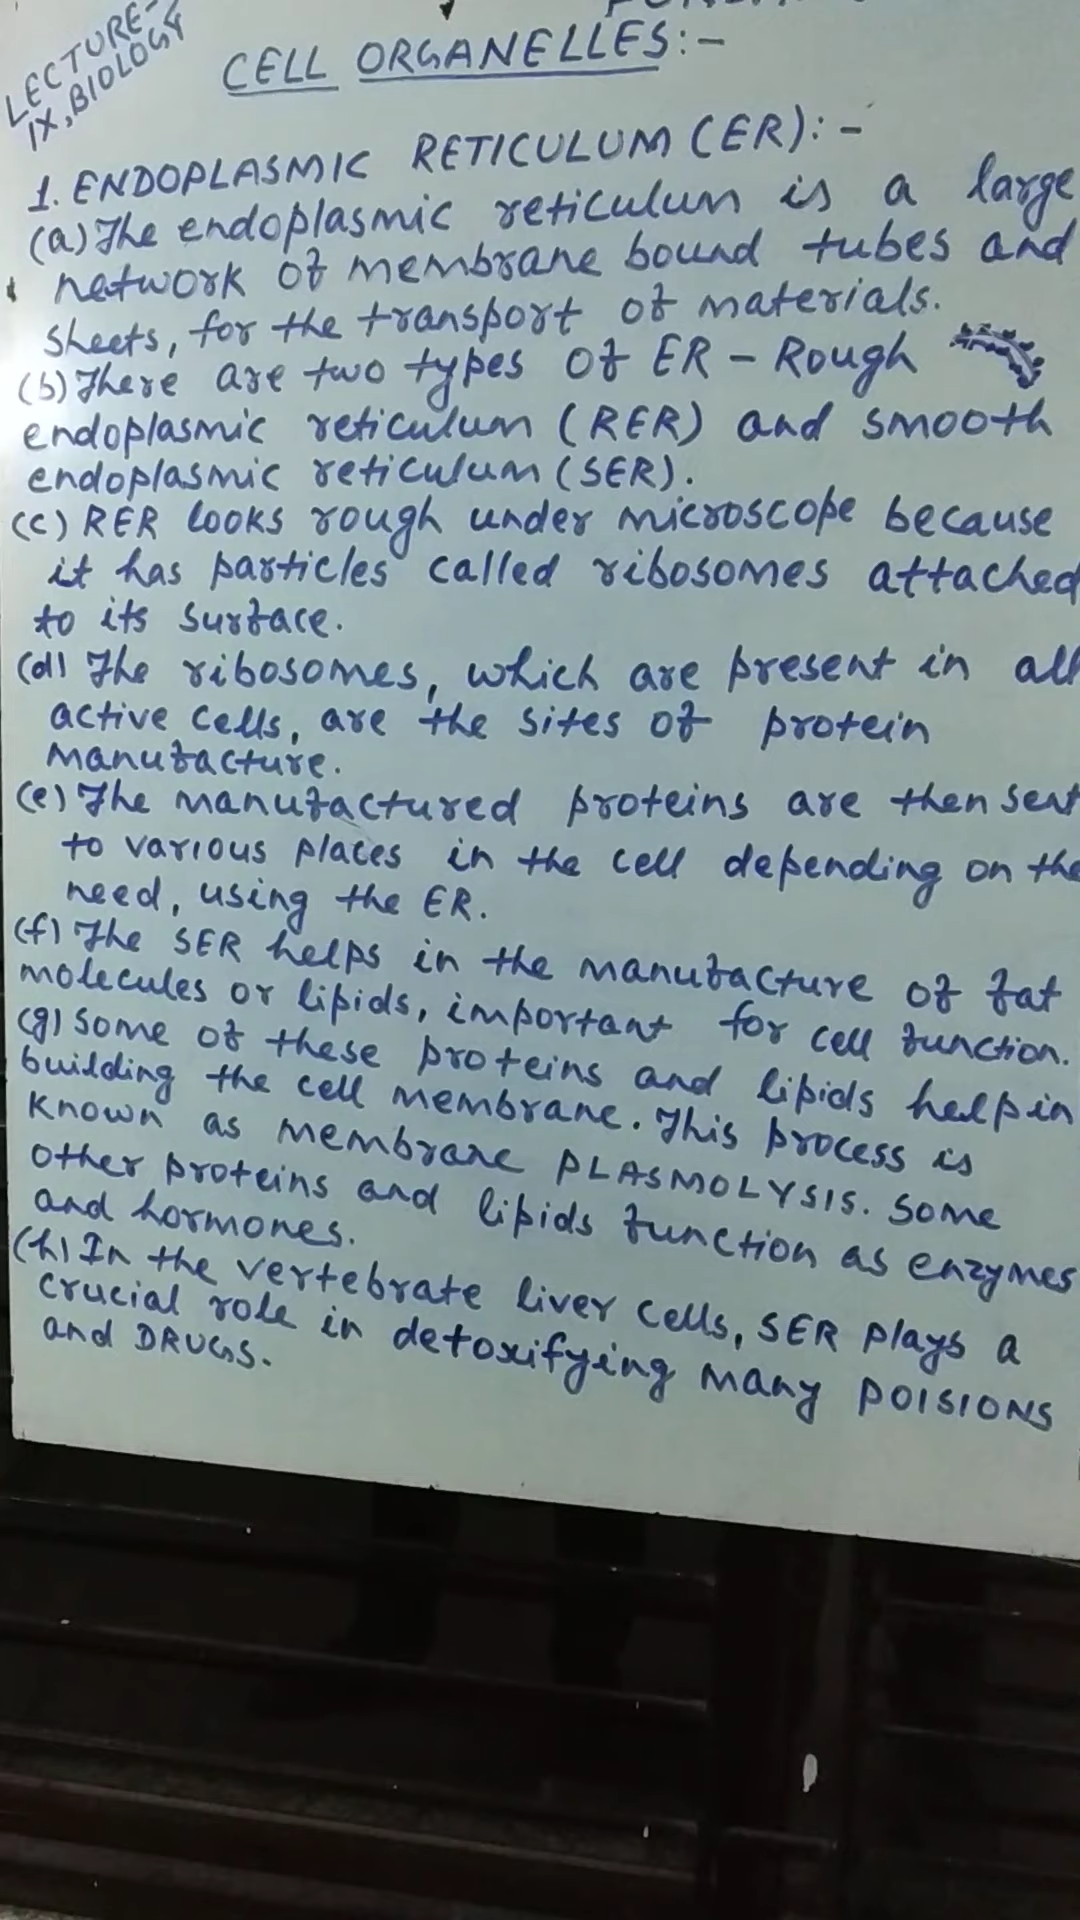 LECTURE-4
IX, BIOLOGY
CELL ORGANELLES:-
1. ENDOPLASMIC RETICULUM (ER):-
(a) The endoplasmic reticulum is a large
network of membrane bound tubes and
sheets, for the transport of materials.
(b) There are two types of ER - Rough
endoplasmic reticulum (RER) and smooth
endoplasmic reticulum (SER).
(c) RER looks rough under microscope because
it has particles called ribosomes attached
to its surface.
(d) The ribosomes, which are present in all
active cells, are the sites of protein
manufacture.
(e) The manufactured proteins are then sent
to various places in the cell depending on the
need, using the ER.
(f) The SER helps in the manufacture of fat
molecules or lipids, important for cell function.
(g) Some of these proteins and lipids help in
building the cell membrane. This process is
known as membrane PLASMOLYSIS. Some
other proteins and lipids function as enzymes
and hormones.
(h) In the vertebrate liver cells, SER plays a
crucial role in detoxifying many POISIONS
and DRUGS.